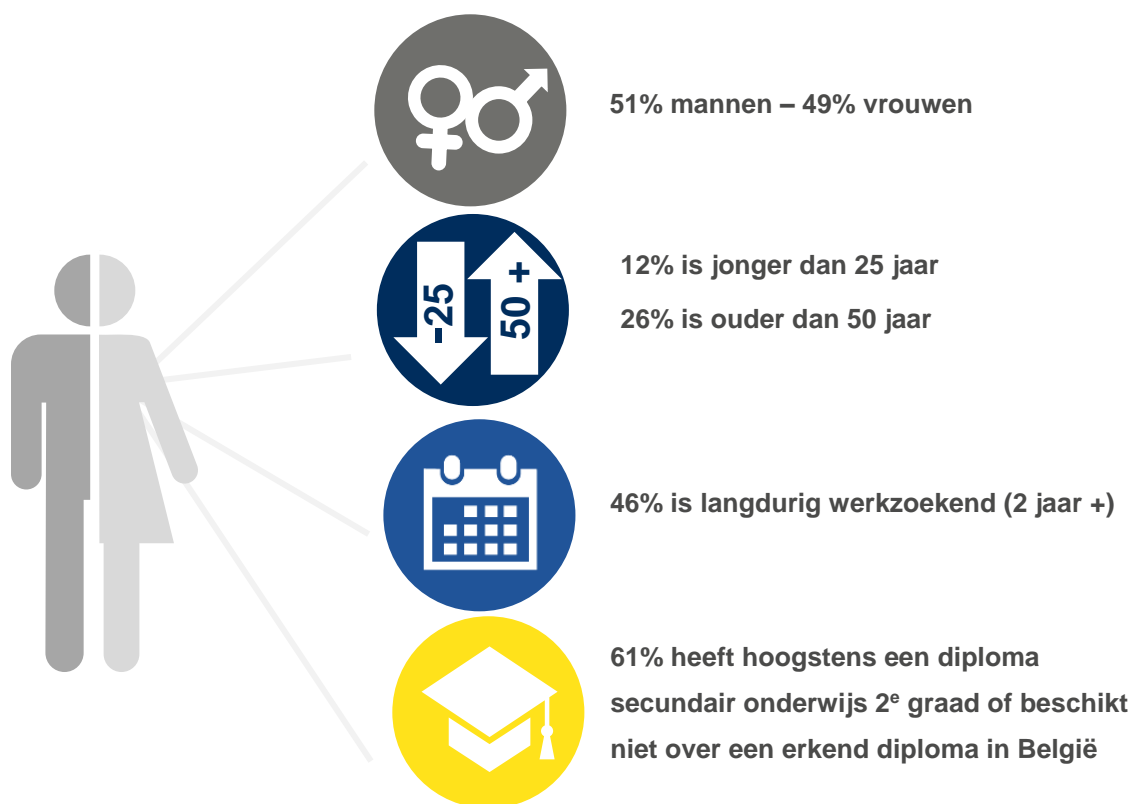 51% mannen – 49% vrouwen
-25
50 +
12% is jonger dan 25 jaar
26% is ouder dan 50 jaar
46% is langdurig werkzoekend (2 jaar +)
61% heeft hoogstens een diploma
secundair onderwijs 2e graad of beschikt
niet over een erkend diploma in België